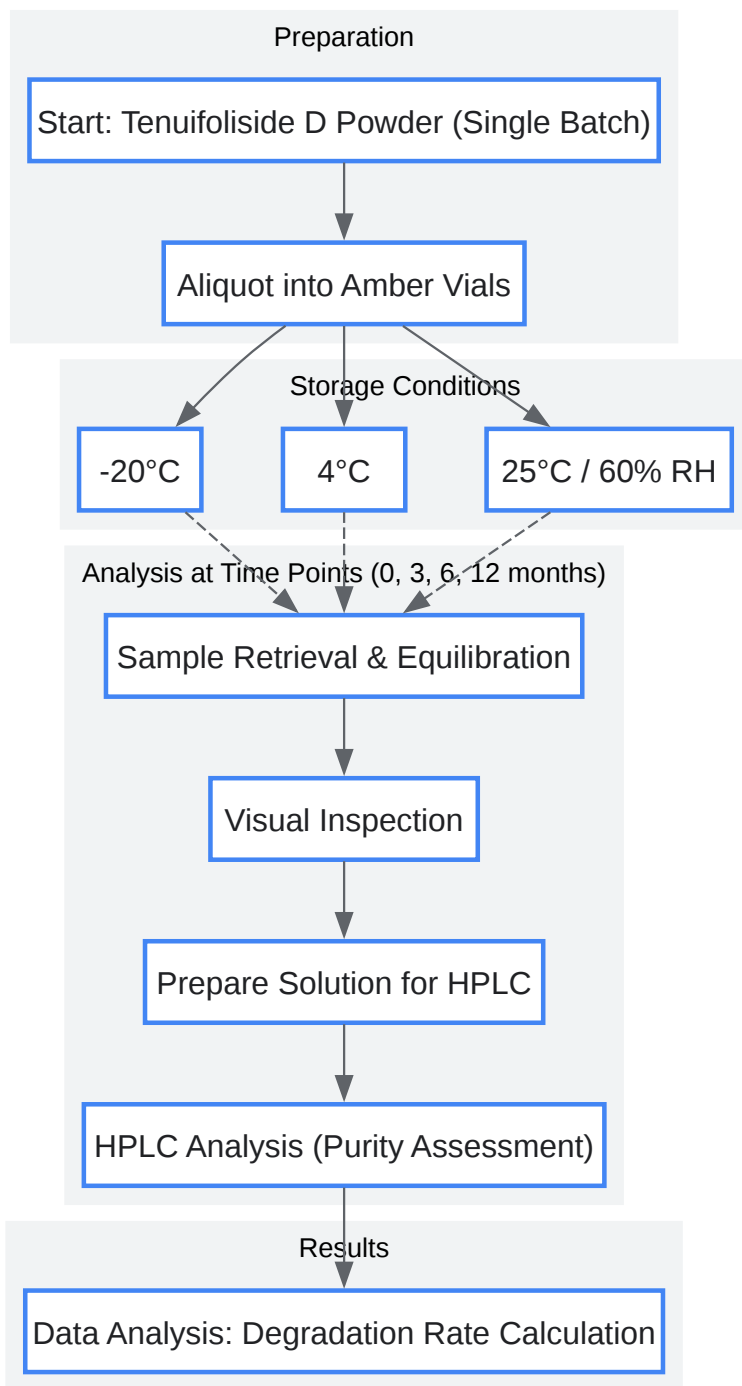 Preparation
Start: Tenuifoliside D Powder (Single Batch)
Aliquot into Amber Vials
Storage Conditions
-20°C
4°C
25°C / 60% RH
Analysis at Time Points (0, 3, 6, 12 months)
Sample Retrieval & Equilibration
Visual Inspection
Prepare Solution for HPLC
HPLC Analysis (Purity Assessment)
Results
Data Analysis: Degradation Rate Calculation